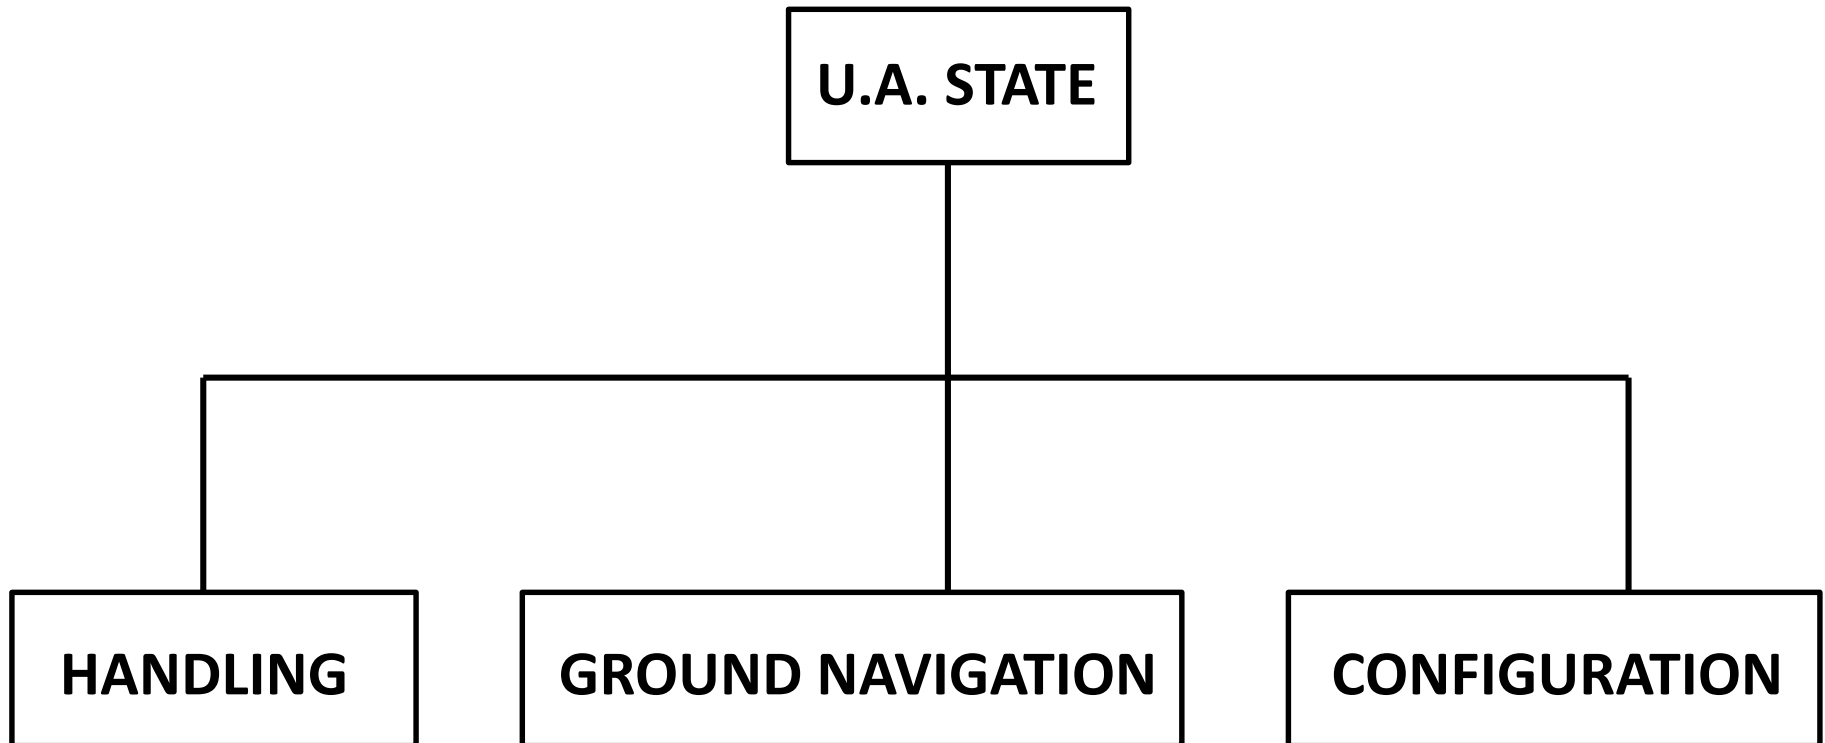 U.A. STATE
HANDLING
GROUND NAVIGATION
CONFIGURATION